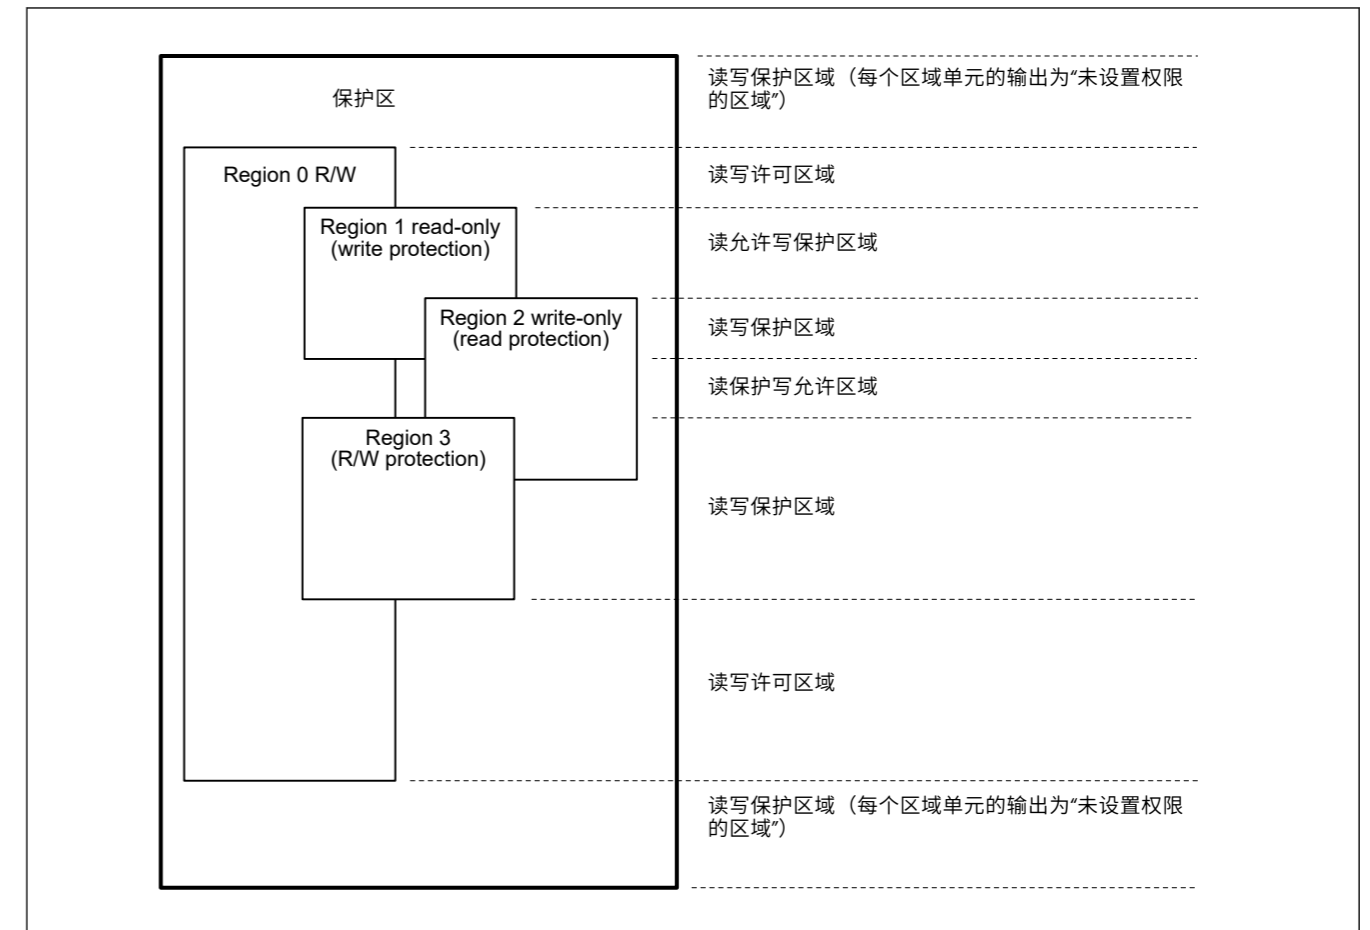 保护区
读写保护区域（每个区域单元的输出为“未设置权限
的区域”）
Region 0 R/W
读写许可区域
Region 1 read-only
(write protection)
读允许写保护区域
Region 2 write-only
(read protection)
读写保护区域
读保护写允许区域
Region 3
(R/W protection)
读写保护区域
读写许可区域
读写保护区域（每个区域单元的输出为“未设置权限
的区域”）